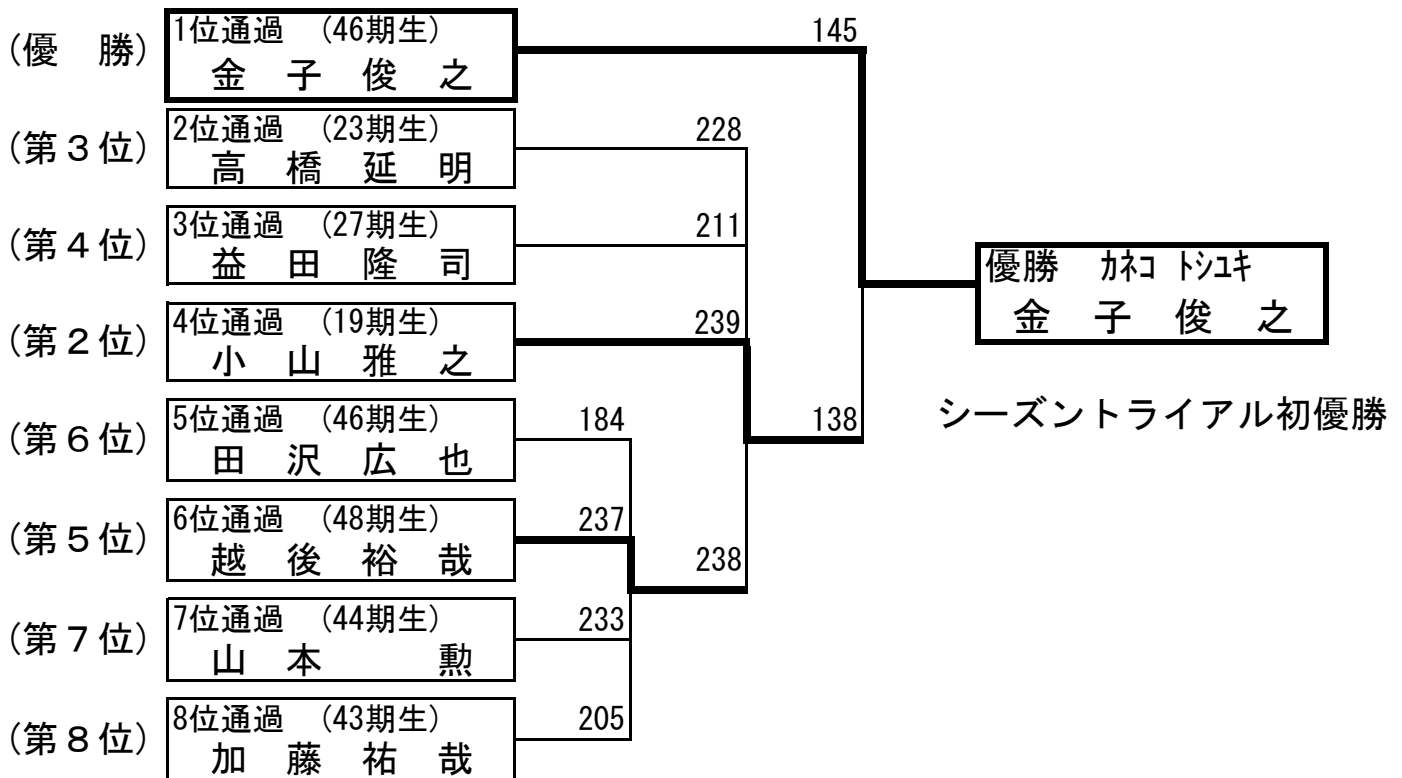 (優　勝)
1位通過　(46期生)
金　子　俊　之
145
(第３位)
2位通過　(23期生)
高　橋　延　明
228
(第４位)
3位通過　(27期生)
益　田　隆　司
211
優勝　ｶﾈｺ ﾄｼﾕｷ
金　子　俊　之
(第２位)
4位通過　(19期生)
小　山　雅　之
239
シーズントライアル初優勝
138
(第６位)
5位通過　(46期生)
田　沢　広　也
184
(第５位)
6位通過　(48期生)
越　後　裕　哉
237
238
(第７位)
7位通過　(44期生)
山　本　　勲
233
(第８位)
8位通過　(43期生)
加　藤　祐　哉
205